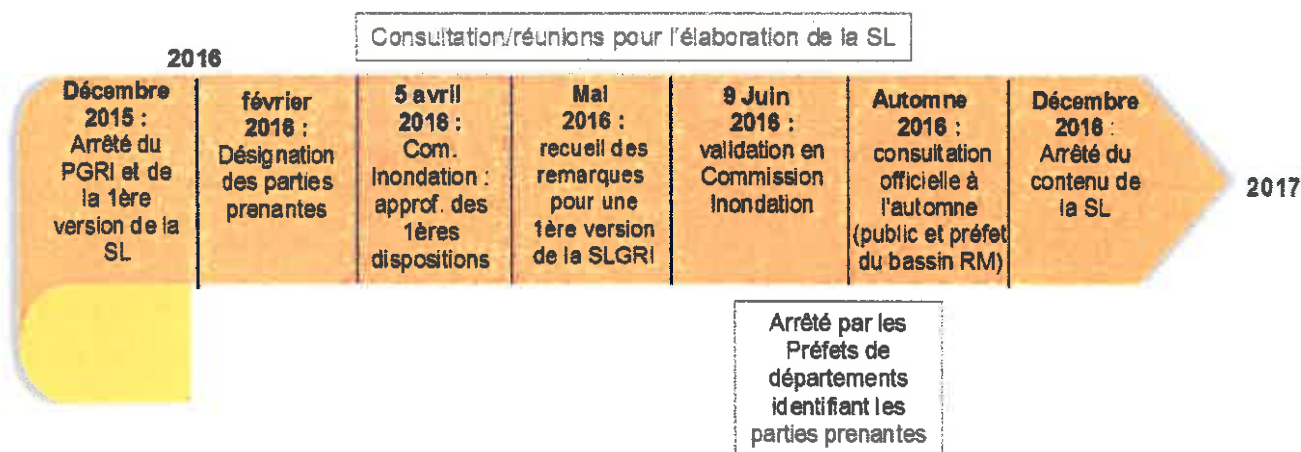 Consultation/réunions pour l'élaboration de la SL
2016
Décembre
2015 :
Arrêté du
PGRI et de
la 1ère
version de la
SL
février
2016 :
Désignation
des parties
prenantes
5 avril
2016 :
Com.
Inondation :
approf. des
1ères
dispositions
Mai
2016 :
recueil des
remarques
pour une
1ère version
de la SLGRI
9 Juin
2016 :
validation en
Commission
Inondation
Automne
2016 :
consultation
officielle à
l'automne
(public et préfet
du bassin RM)
Décembre
2016 :
Arrêté du
contenu de
la SL
2017
Arrêté par les
Préfets de
départements
identifiant les
parties prenantes